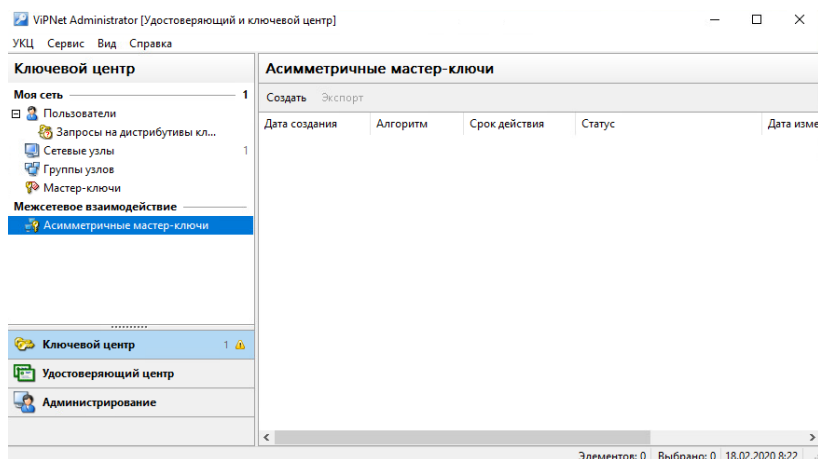 ViPNet Administrator [Удостоверяющий и ключевой центр]
УКЦ Сервис Вид Справка
Ключевой центр
Моя сеть 1
Пользователи
Запросы на дистрибутивы кл...
Сетевые узлы 1
Группы узлов
Мастер-ключи
Межсетевое взаимодействие
Асимметричные мастер-ключи
Ключевой центр 1
Удостоверяющий центр
Администрирование
Асимметричные мастер-ключи
Создать Экспорт
Дата создания Алгоритм Срок действия Статус Дата изме
Элементов: 0 Выбрано: 0 18.02.2020 8:22